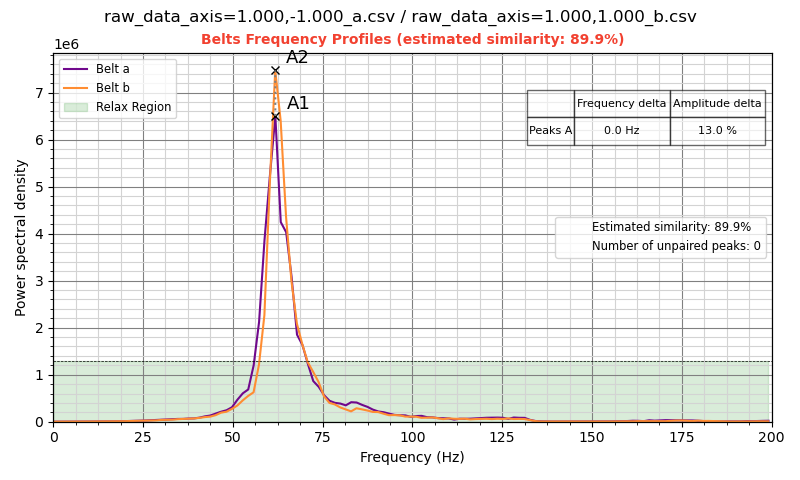 raw_data_axis=1.000,-1.000_a.csv / raw_data_axis=1.000,1.000_b.csv
Belts Frequency Profiles (estimated similarity: 89.9%)
1e6
Belt a
Belt b
Relax Region
A2
A1
Frequency delta Amplitude delta
Peaks A 0.0 Hz 13.0 %
Estimated similarity: 89.9%
Number of unpaired peaks: 0
Power spectral density
7
6
5
4
3
2
1
0
0 25 50 75 100 125 150 175 200
Frequency (Hz)